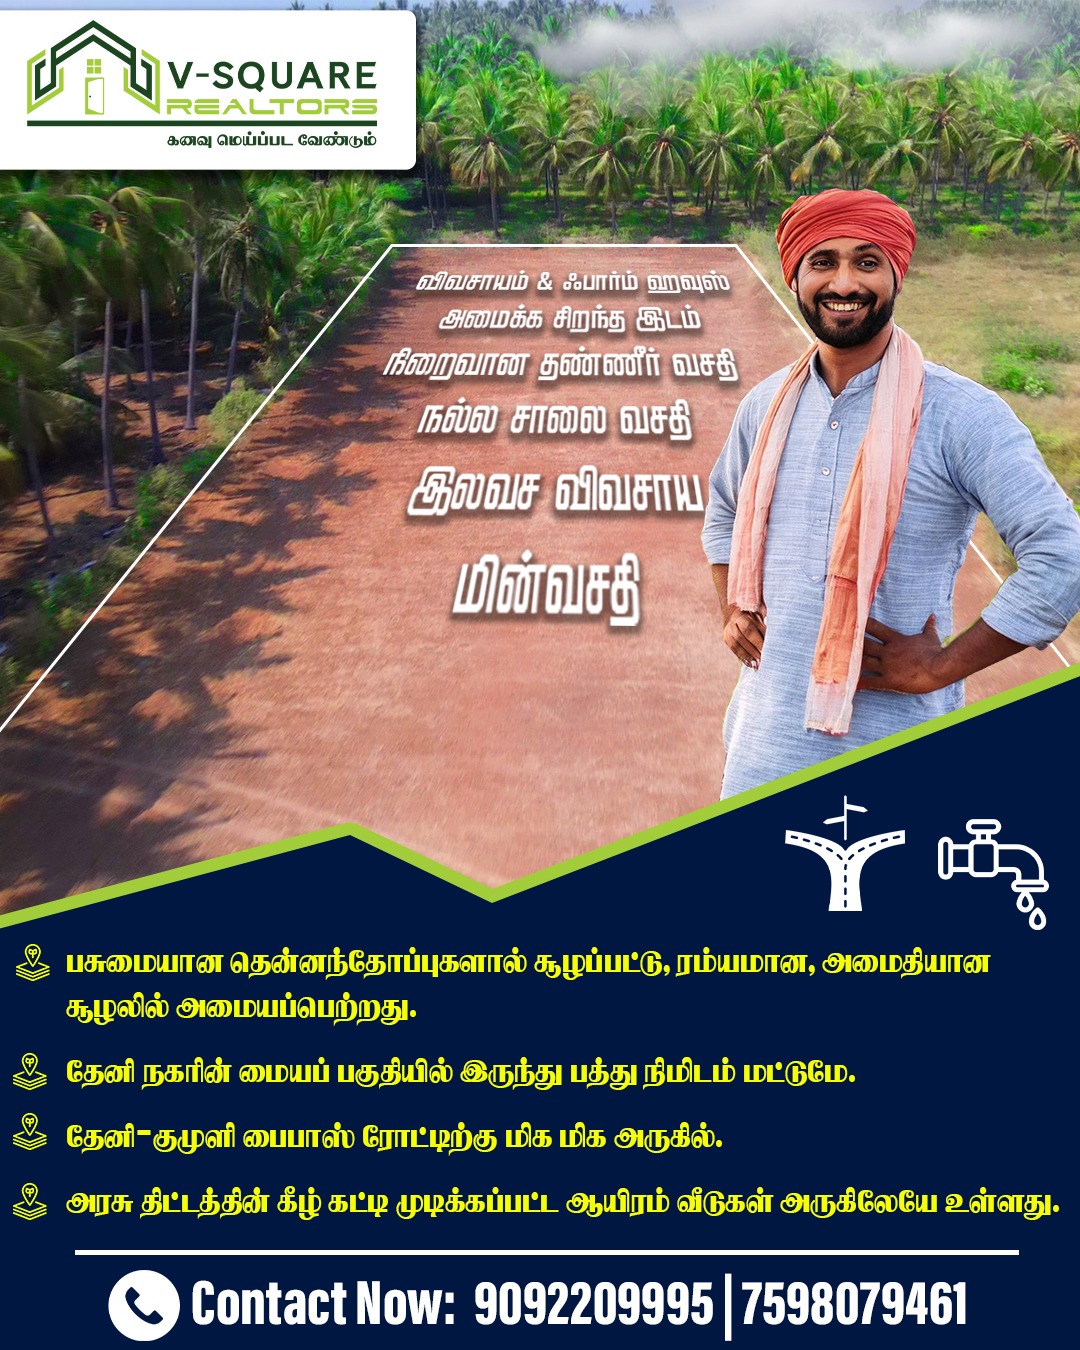 V-SQUARE
REALTORS
கனவு மெய்ப்பட வேண்டும்
விவசாயம் & ஃபார்ம் ஹவுஸ்
அமைக்க சிறந்த இடம்
நிறைவான தண்ணீர் வசதி
நல்ல சாலை வசதி
இலவச விவசாய
மின்வசதி
பசுமையான தென்னந்தோப்புகளால் சூழப்பட்டு, ரம்யமான, அமைதியான
சூழலில் அமையப்பெற்றது.
தேனி நகரின் மையப் பகுதியில் இருந்து பத்து நிமிடம் மட்டுமே.
தேனி-குமுளி பைபாஸ் ரோட்டிற்கு மிக மிக அருகில்.
அரசு திட்டத்தின் கீழ் கட்டி முடிக்கப்பட்ட ஆயிரம் வீடுகள் அருகிலேயே உள்ளது.
Contact Now: 9092209995 | 7598079461